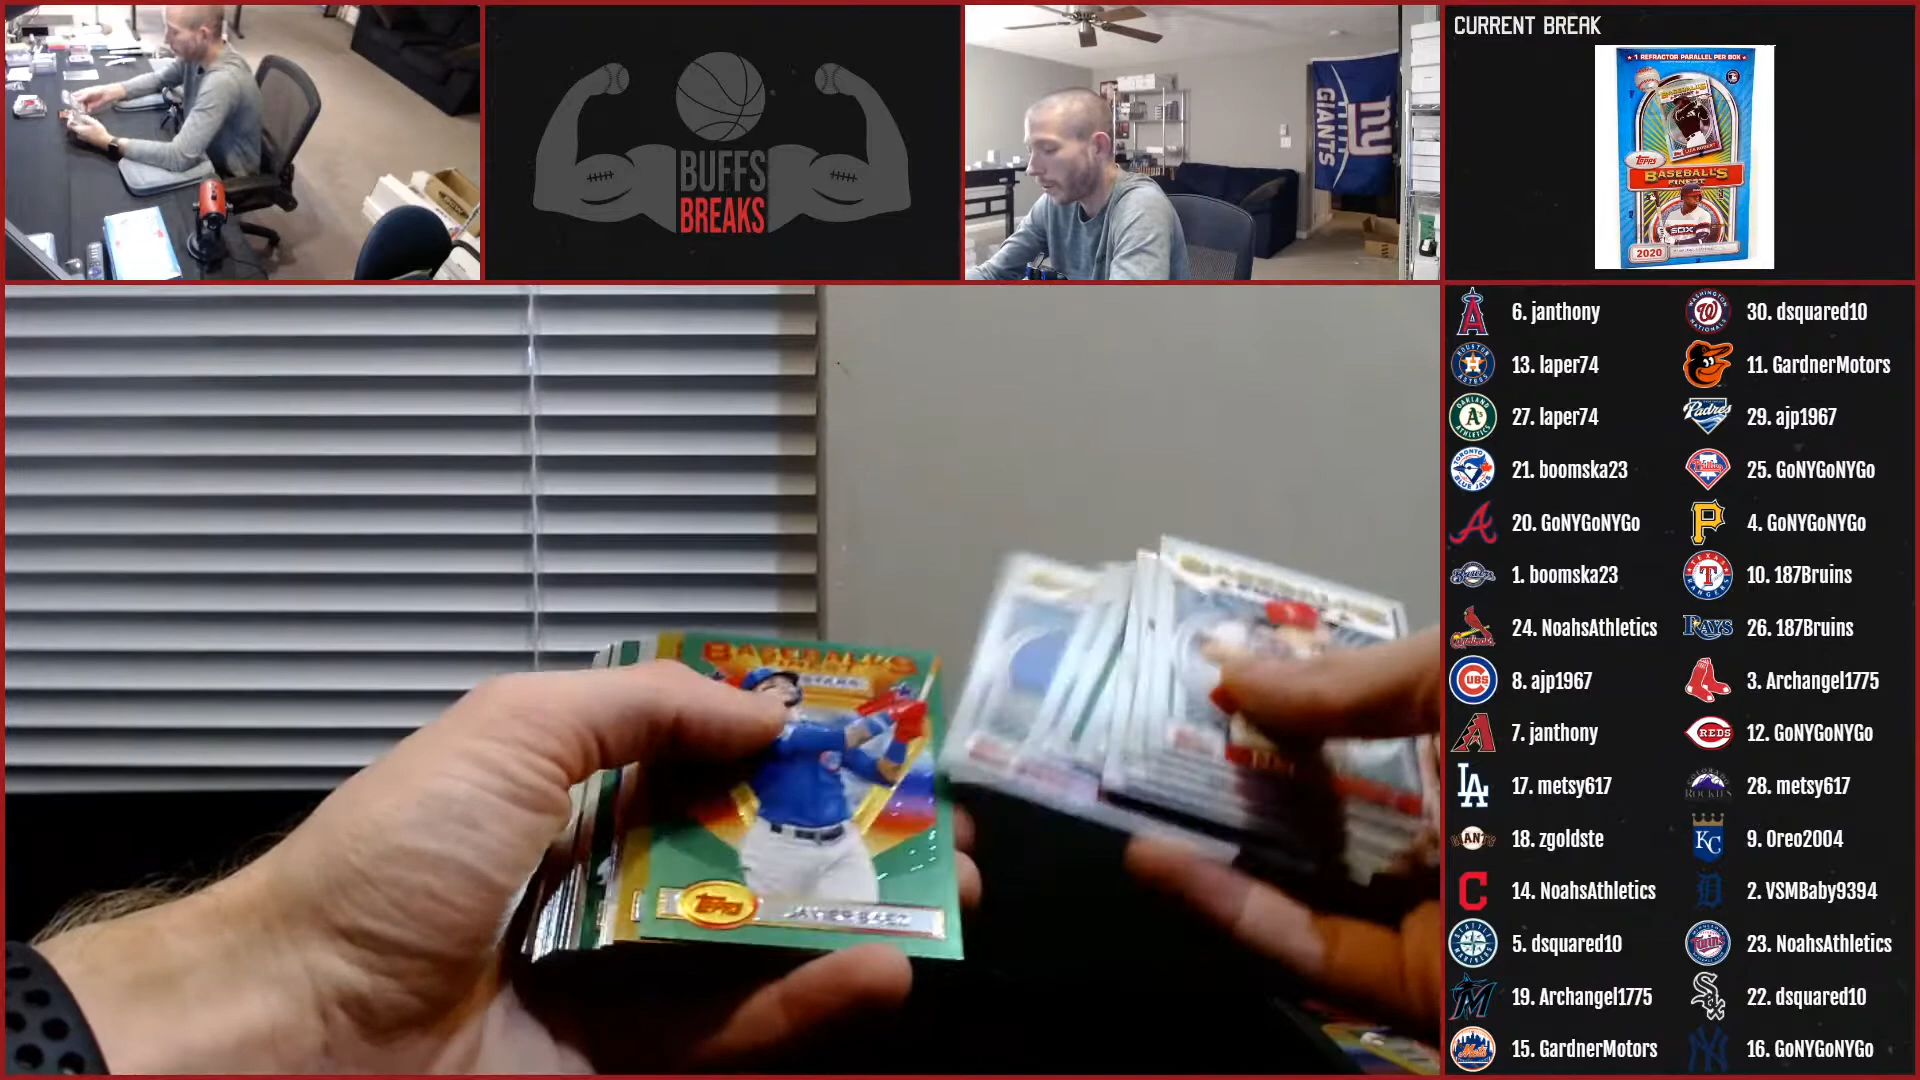 BUFFS
BREAKS
GIANTS
ny
CURRENT BREAK
1 REFRACTOR PARALLEL PER BOX
TOPPS
BASEBALL'S
FINEST
SOX
2020
6. janthony
30. dsquared10
13. laper74
11. GardnerMotors
27. laper74
29. ajp1967
21. boomska23
25. GoNYGoNYGo
20. GoNYGoNYGo
4. GoNYGoNYGo
1. boomska23
10. 187Bruins
24. NoahsAthletics
26. 187Bruins
8. ajp1967
3. Archangel1775
7. janthony
12. GoNYGoNYGo
17. metsy617
28. metsy617
18. zgoldste
9. Oreo2004
14. NoahsAthletics
2. VSMBaby9394
5. dsquared10
23. NoahsAthletics
19. Archangel1775
22. dsquared10
15. GardnerMotors
16. GoNYGoNYGo
BASEBALL'S
TOPPS
JAVIER BAEZ